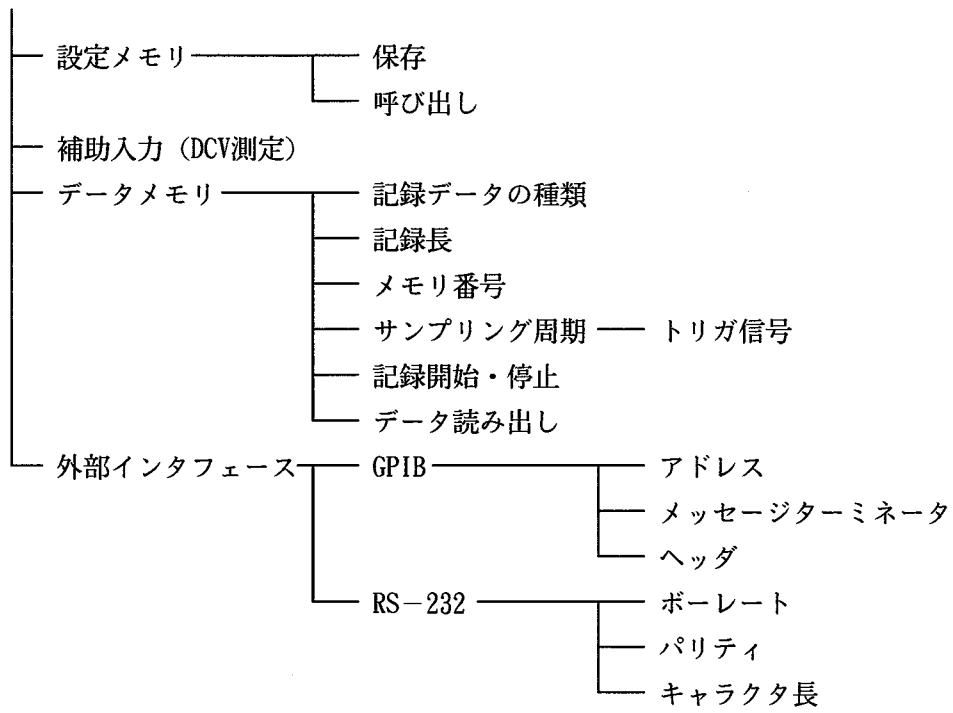 設定メモリ 保存
呼び出し
補助入力（DCV測定）
データメモリ 記録データの種類
記録長
メモリ番号
サンプリング周期 トリガ信号
記録開始・停止
データ読み出し
外部インタフェース GPIB アドレス
メッセージターミネータ
ヘッダ
RS－232 ボーレート
パリティ
キャラクタ長